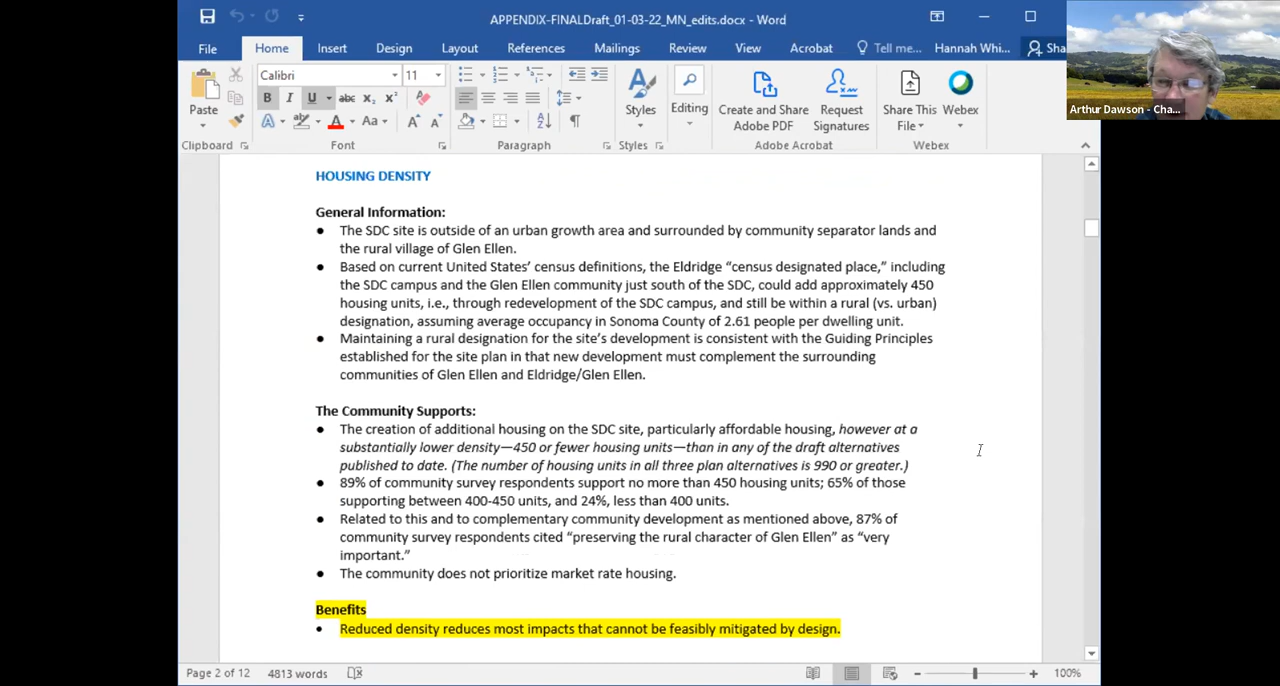 APPENDIX-FINALDraft_01-03-22_MN_edits.docx - Word
File Home Insert Design Layout References Mailings Review View Acrobat Tell me... Hannah Whi... Sha
Arthur Dawson - Cha...
Calibri 11
Paste
Styles
Editing
Create and Share
Adobe PDF
Request
Signatures
Share This
File
Webex
B I U abc X₂ X² Aa A A
Clipboard Font Paragraph Styles Adobe Acrobat Webex
HOUSING DENSITY
General Information:
● The SDC site is outside of an urban growth area and surrounded by community separator lands and
the rural village of Glen Ellen.
● Based on current United States' census definitions, the Eldridge "census designated place," including
the SDC campus and the Glen Ellen community just south of the SDC, could add approximately 450
housing units, i.e., through redevelopment of the SDC campus, and still be within a rural (vs. urban)
designation, assuming average occupancy in Sonoma County of 2.61 people per dwelling unit.
● Maintaining a rural designation for the site's development is consistent with the Guiding Principles
established for the site plan in that new development must complement the surrounding
communities of Glen Ellen and Eldridge/Glen Ellen.
The Community Supports:
● The creation of additional housing on the SDC site, particularly affordable housing, however at a
substantially lower density—450 or fewer housing units—than in any of the draft alternatives
published to date. (The number of housing units in all three plan alternatives is 990 or greater.)
● 89% of community survey respondents support no more than 450 housing units; 65% of those
supporting between 400-450 units, and 24%, less than 400 units.
● Related to this and to complementary community development as mentioned above, 87% of
community survey respondents cited "preserving the rural character of Glen Ellen" as "very
important."
● The community does not prioritize market rate housing.
Benefits
• Reduced density reduces most impacts that cannot be feasibly mitigated by design.
Page 2 of 12 4813 words 100%